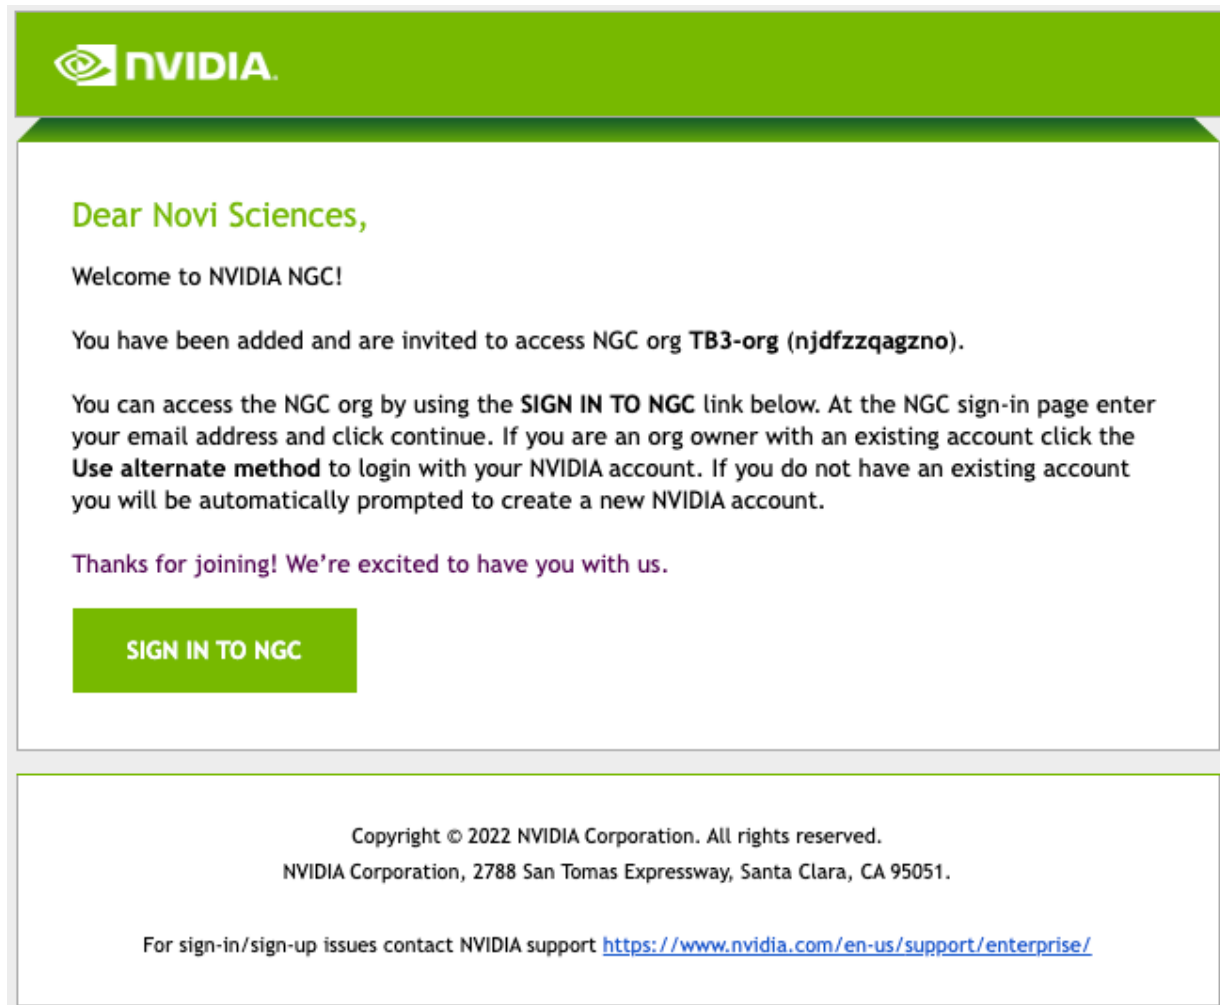 NVIDIA.
Dear Novi Sciences,
Welcome to NVIDIA NGC!
You have been added and are invited to access NGC org TB3-org (njdfzzqagzno).
You can access the NGC org by using the SIGN IN TO NGC link below. At the NGC sign-in page enter
your email address and click continue. If you are an org owner with an existing account click the
Use alternate method to login with your NVIDIA account. If you do not have an existing account
you will be automatically prompted to create a new NVIDIA account.
Thanks for joining! We’re excited to have you with us.
SIGN IN TO NGC
Copyright © 2022 NVIDIA Corporation. All rights reserved.
NVIDIA Corporation, 2788 San Tomas Expressway, Santa Clara, CA 95051.
For sign-in/sign-up issues contact NVIDIA support https://www.nvidia.com/en-us/support/enterprise/